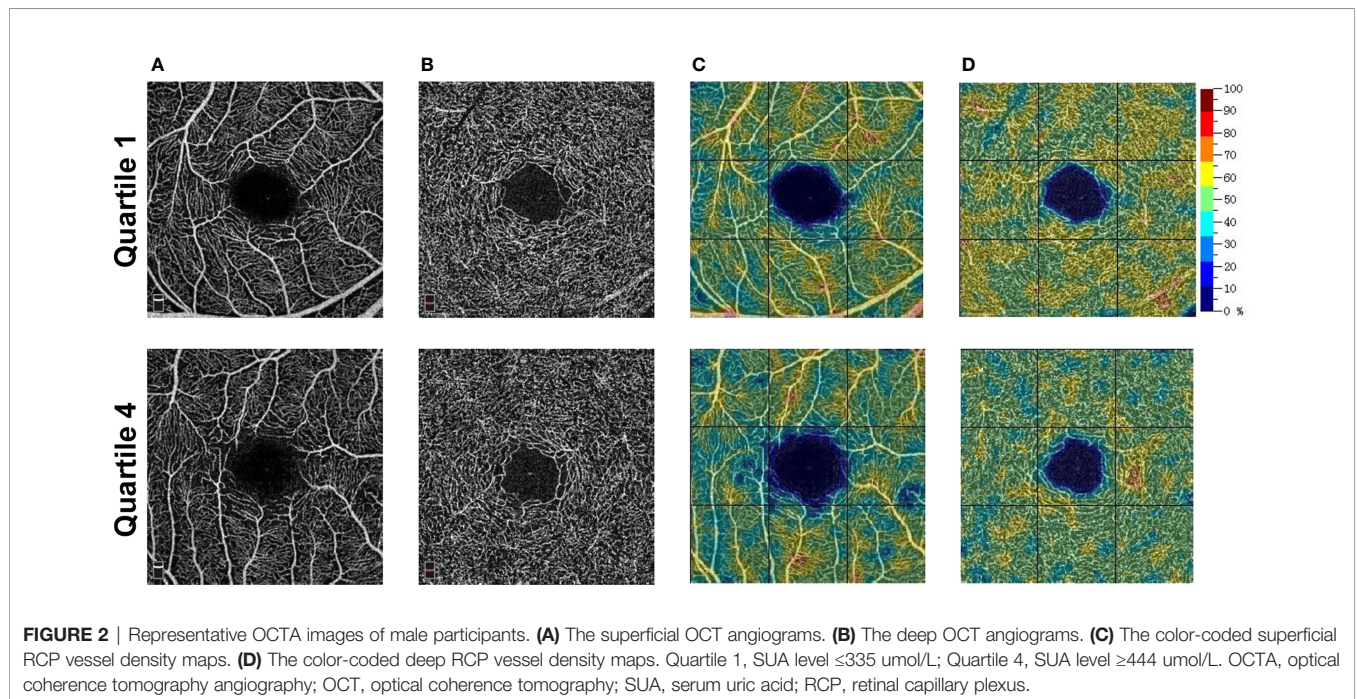 A B C D
Quartile 1
100
90
80
70
60
50
40
30
20
10
0 %
Quartile 4
FIGURE 2 | Representative OCTA images of male participants. (A) The superficial OCT angiograms. (B) The deep OCT angiograms. (C) The color-coded superficial
RCP vessel density maps. (D) The color-coded deep RCP vessel density maps. Quartile 1, SUA level ≤335 umol/L; Quartile 4, SUA level ≥444 umol/L. OCTA, optical
coherence tomography angiography; OCT, optical coherence tomography; SUA, serum uric acid; RCP, retinal capillary plexus.